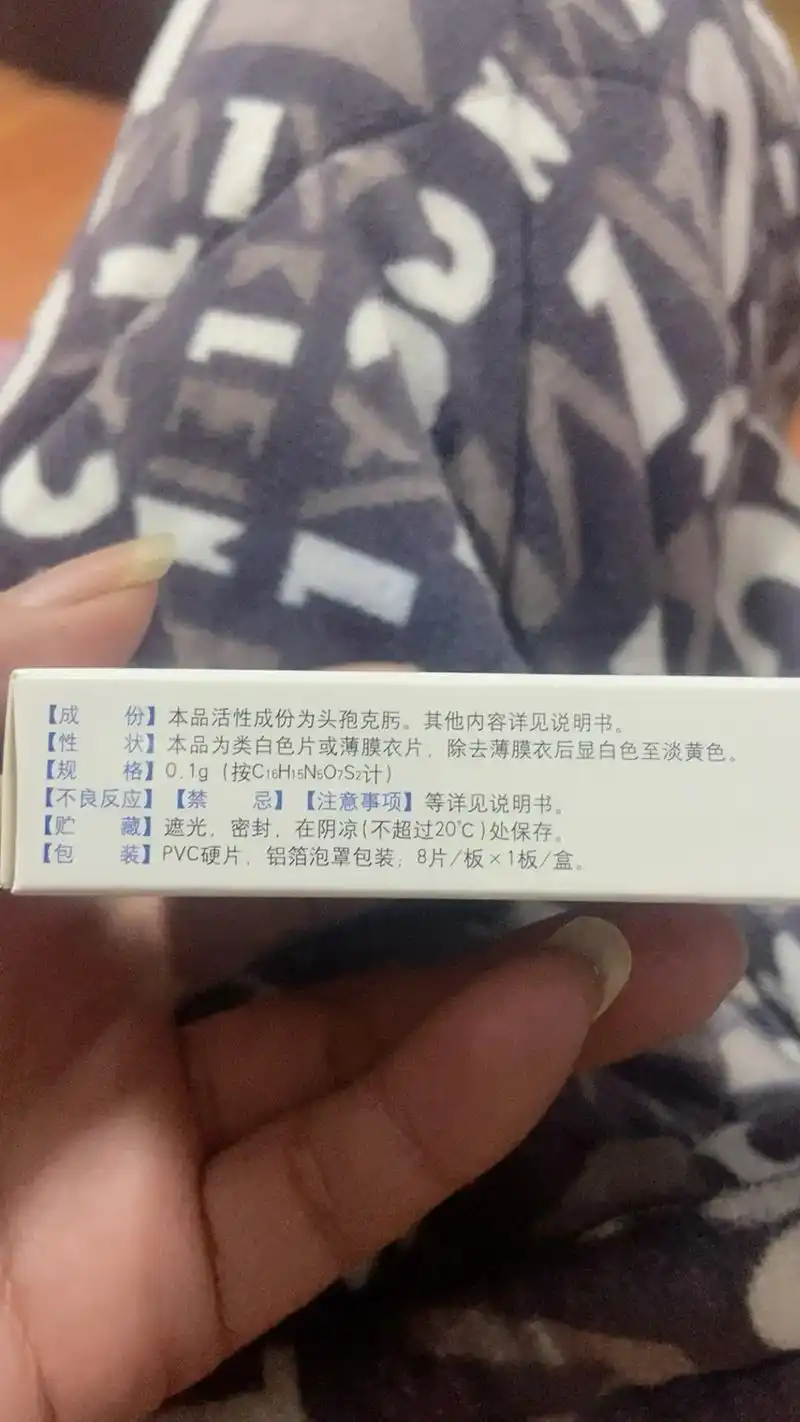 【成　　份】本品活性成份为头孢克肟。其他内容详见说明书。
【性　　状】本品为类白色片或薄膜衣片，除去薄膜衣后显白色至淡黄色。
【规　　格】0.1g (按C₁₆H₁₅N₅O₇S₂计)
【不良反应】【禁　　忌】【注意事项】等详见说明书。
【贮　　藏】遮光，密封，在阴凉(不超过20℃)处保存。
【包　　装】PVC硬片，铝箔泡罩包装；8片/板×1板/盒。